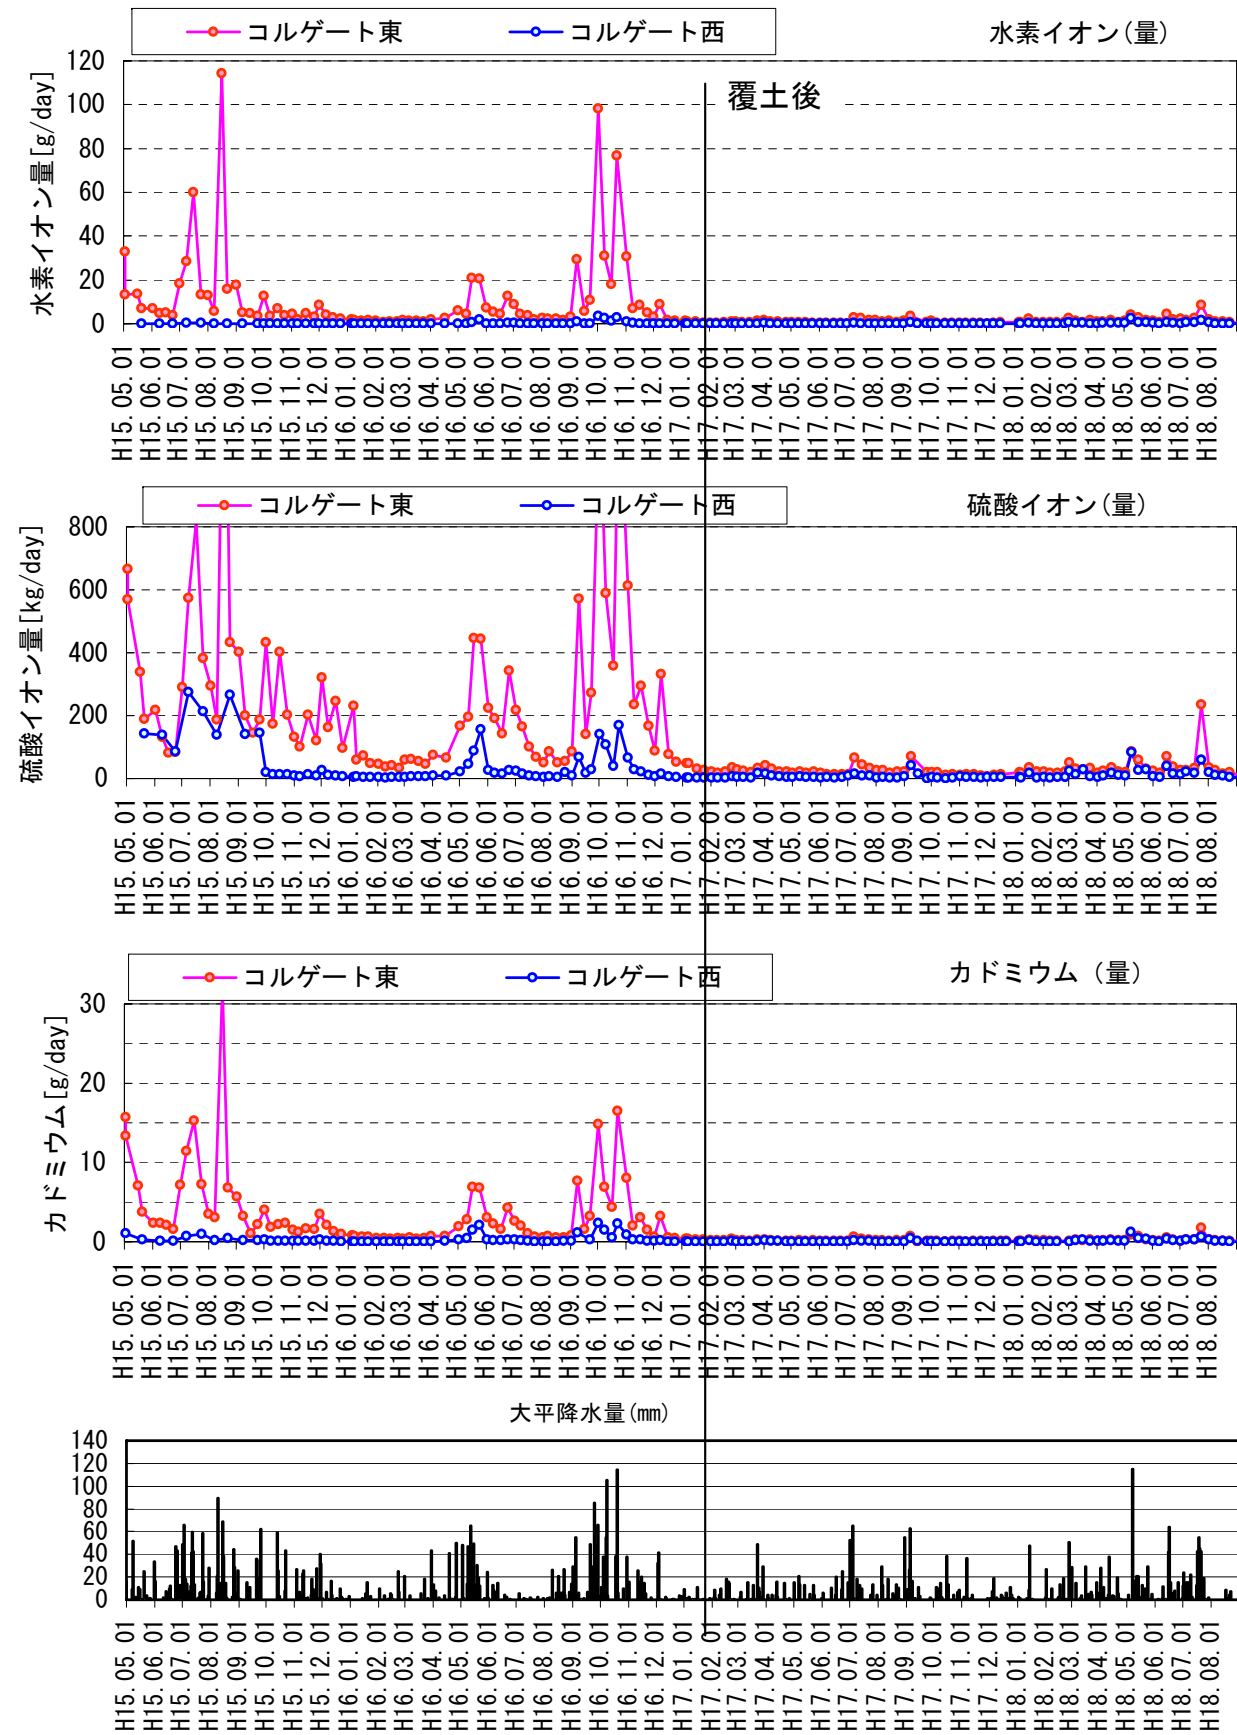 コルゲート東 コルゲート西 水素イオン(量)
覆土後
水素イオン量[g/day]
120
100
80
60
40
20
0
H15. 05. 01
H15. 06. 01
H15. 07. 01
H15. 08. 01
H15. 09. 01
H15. 10. 01
H15. 11. 01
H15. 12. 01
H16. 01. 01
H16. 02. 01
H16. 03. 01
H16. 04. 01
H16. 05. 01
H16. 06. 01
H16. 07. 01
H16. 08. 01
H16. 09. 01
H16. 10. 01
H16. 11. 01
H16. 12. 01
H17. 01. 01
H17. 02. 01
H17. 03. 01
H17. 04. 01
H17. 05. 01
H17. 06. 01
H17. 07. 01
H17. 08. 01
H17. 09. 01
H17. 10. 01
H17. 11. 01
H17. 12. 01
H18. 01. 01
H18. 02. 01
H18. 03. 01
H18. 04. 01
H18. 05. 01
H18. 06. 01
H18. 07. 01
H18. 08. 01
コルゲート東 コルゲート西 硫酸イオン(量)
硫酸イオン量[kg/day]
800
600
400
200
0
H15. 05. 01
H15. 06. 01
H15. 07. 01
H15. 08. 01
H15. 09. 01
H15. 10. 01
H15. 11. 01
H15. 12. 01
H16. 01. 01
H16. 02. 01
H16. 03. 01
H16. 04. 01
H16. 05. 01
H16. 06. 01
H16. 07. 01
H16. 08. 01
H16. 09. 01
H16. 10. 01
H16. 11. 01
H16. 12. 01
H17. 01. 01
H17. 02. 01
H17. 03. 01
H17. 04. 01
H17. 05. 01
H17. 06. 01
H17. 07. 01
H17. 08. 01
H17. 09. 01
H17. 10. 01
H17. 11. 01
H17. 12. 01
H18. 01. 01
H18. 02. 01
H18. 03. 01
H18. 04. 01
H18. 05. 01
H18. 06. 01
H18. 07. 01
H18. 08. 01
コルゲート東 コルゲート西 カドミウム (量)
カドミウム[g/day]
30
20
10
0
H15. 05. 01
H15. 06. 01
H15. 07. 01
H15. 08. 01
H15. 09. 01
H15. 10. 01
H15. 11. 01
H15. 12. 01
H16. 01. 01
H16. 02. 01
H16. 03. 01
H16. 04. 01
H16. 05. 01
H16. 06. 01
H16. 07. 01
H16. 08. 01
H16. 09. 01
H16. 10. 01
H16. 11. 01
H16. 12. 01
H17. 01. 01
H17. 02. 01
H17. 03. 01
H17. 04. 01
H17. 05. 01
H17. 06. 01
H17. 07. 01
H17. 08. 01
H17. 09. 01
H17. 10. 01
H17. 11. 01
H17. 12. 01
H18. 01. 01
H18. 02. 01
H18. 03. 01
H18. 04. 01
H18. 05. 01
H18. 06. 01
H18. 07. 01
H18. 08. 01
大平降水量(mm)
140
120
100
80
60
40
20
0
H15. 05. 01
H15. 06. 01
H15. 07. 01
H15. 08. 01
H15. 09. 01
H15. 10. 01
H15. 11. 01
H15. 12. 01
H16. 01. 01
H16. 02. 01
H16. 03. 01
H16. 04. 01
H16. 05. 01
H16. 06. 01
H16. 07. 01
H16. 08. 01
H16. 09. 01
H16. 10. 01
H16. 11. 01
H16. 12. 01
H17. 01. 01
H17. 02. 01
H17. 03. 01
H17. 04. 01
H17. 05. 01
H17. 06. 01
H17. 07. 01
H17. 08. 01
H17. 09. 01
H17. 10. 01
H17. 11. 01
H17. 12. 01
H18. 01. 01
H18. 02. 01
H18. 03. 01
H18. 04. 01
H18. 05. 01
H18. 06. 01
H18. 07. 01
H18. 08. 01